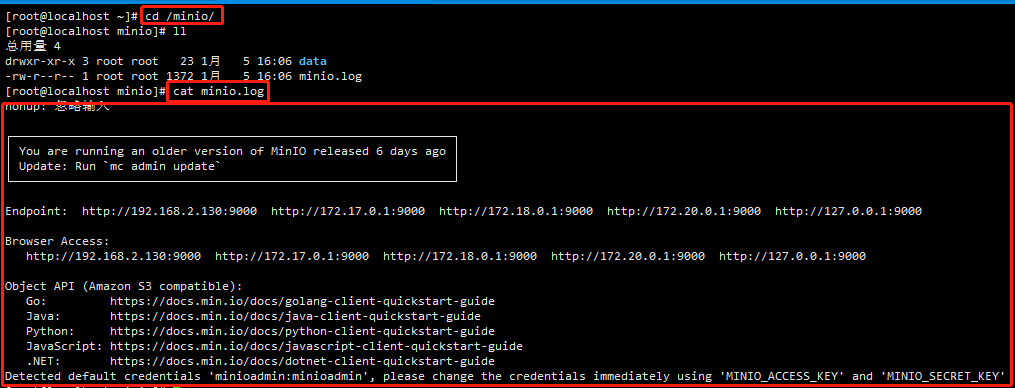 [root@localhost ~]# cd /minio/
[root@localhost minio]# ll
总用量 4
drwxr-xr-x 3 root root   23 1月   5 16:06 data
-rw-r--r-- 1 root root 1372 1月   5 16:06 minio.log
[root@localhost minio]# cat minio.log
nohup: 忽略输入
You are running an older version of MinIO released 6 days ago
Update: Run `mc admin update`
Endpoint:  http://192.168.2.130:9000  http://172.17.0.1:9000  http://172.18.0.1:9000  http://172.20.0.1:9000  http://127.0.0.1:9000
Browser Access:
   http://192.168.2.130:9000  http://172.17.0.1:9000  http://172.18.0.1:9000  http://172.20.0.1:9000  http://127.0.0.1:9000
Object API (Amazon S3 compatible):
   Go:         https://docs.min.io/docs/golang-client-quickstart-guide
   Java:       https://docs.min.io/docs/java-client-quickstart-guide
   Python:     https://docs.min.io/docs/python-client-quickstart-guide
   JavaScript: https://docs.min.io/docs/javascript-client-quickstart-guide
   .NET:       https://docs.min.io/docs/dotnet-client-quickstart-guide
Detected default credentials 'minioadmin:minioadmin', please change the credentials immediately using 'MINIO_ACCESS_KEY' and 'MINIO_SECRET_KEY'